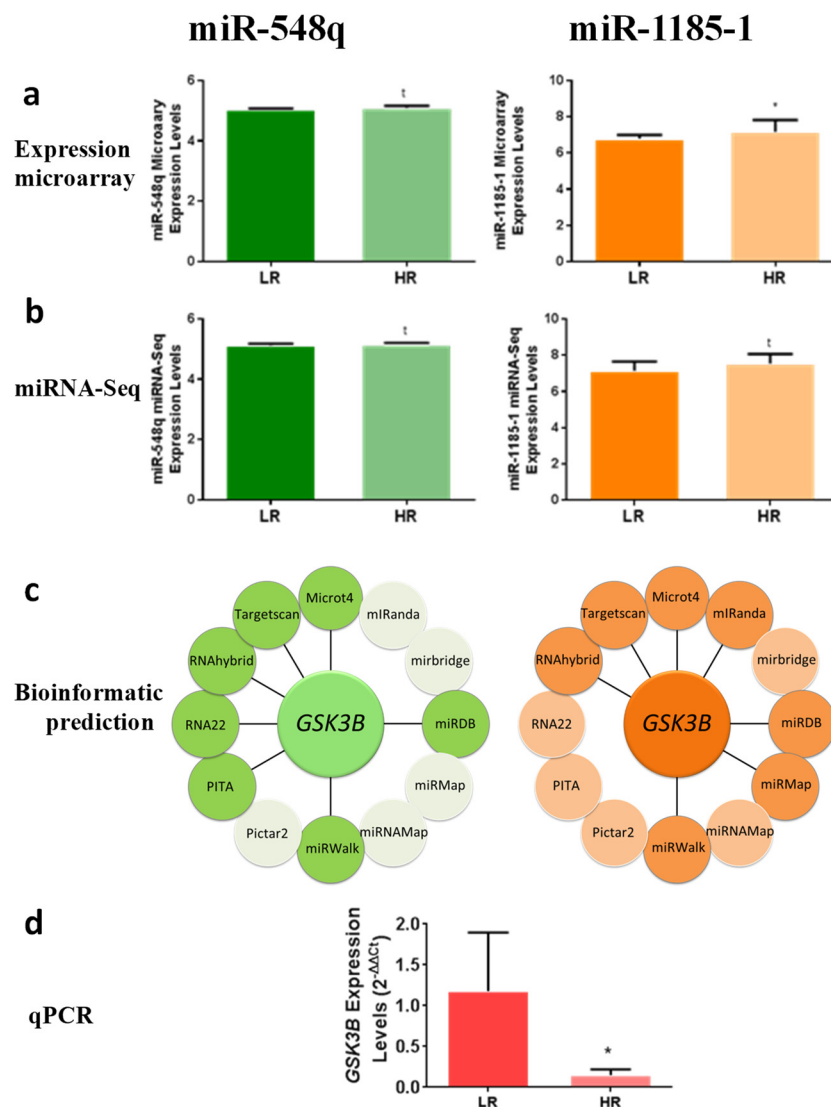 miR-548q
miR-1185-1
a
Expression
microarray
miR-548q Microaary
Expression Levels
6
4
2
0
t
LR
HR
miR-1185-1 Microarray
Expression Levels
10
8
6
4
2
0
*
LR
HR
b
miRNA-Seq
miR-548q miRNA-Seq
Expression Levels
6
4
2
0
t
LR
HR
miR-1185-1 miRNA-Seq
Expression Levels
10
8
6
4
2
0
t
LR
HR
c
Bioinformatic
prediction
Microt4
mIRanda
mirbridge
miRDB
miRMap
miRNAMap
miRWalk
Pictar2
PITA
RNA22
RNAhybrid
Targetscan
GSK3B
Microt4
mIRanda
mirbridge
miRDB
miRMap
miRNAMap
miRWalk
Pictar2
PITA
RNA22
RNAhybrid
Targetscan
GSK3B
d
qPCR
GSK3B Expression
Levels (2-ΔΔCt)
2.0
1.5
1.0
0.5
0.0
*
LR
HR